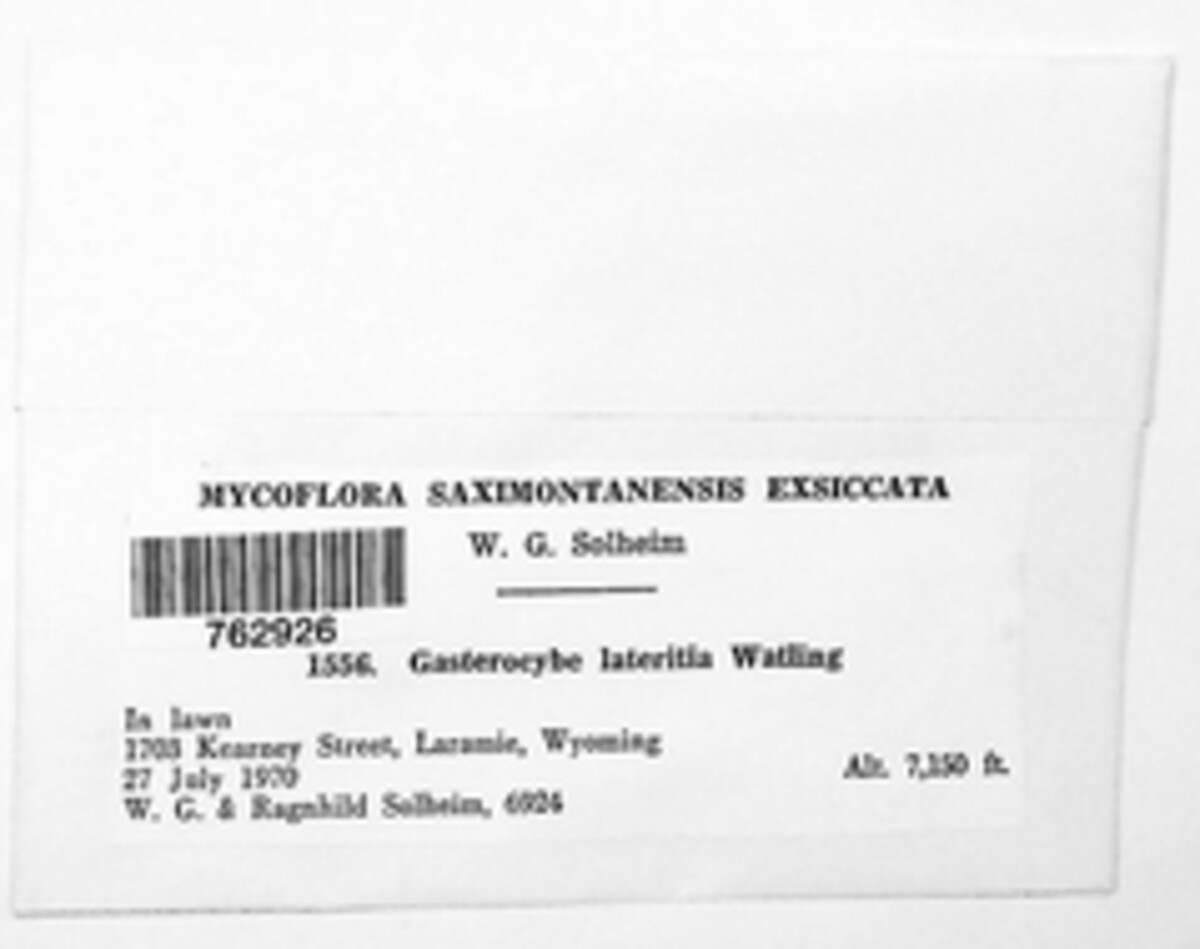 MYCOFLORA SAXIMONTANENSIS EXSICCATA
W. G. Solheim
762926
1556. Gasterocybe lateritia Watling
In lawn
1703 Kearney Street, Laramie, Wyoming
27 July 1970
Alt. 7,150 ft.
W. G. & Ragnhild Solheim, 6924